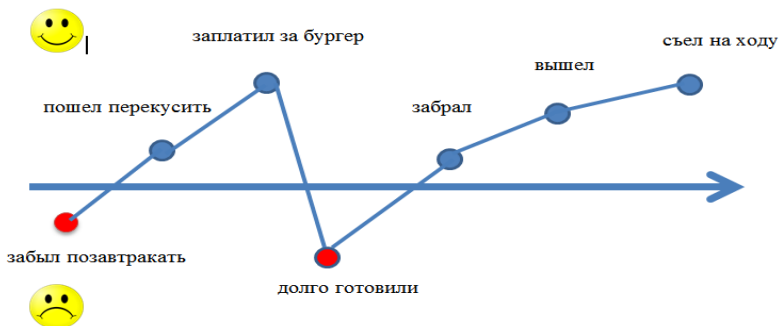 заплатил за бургер
съел на ходу
вышел
пошел перекусить
забрал
забыл позавтракать
долго готовили